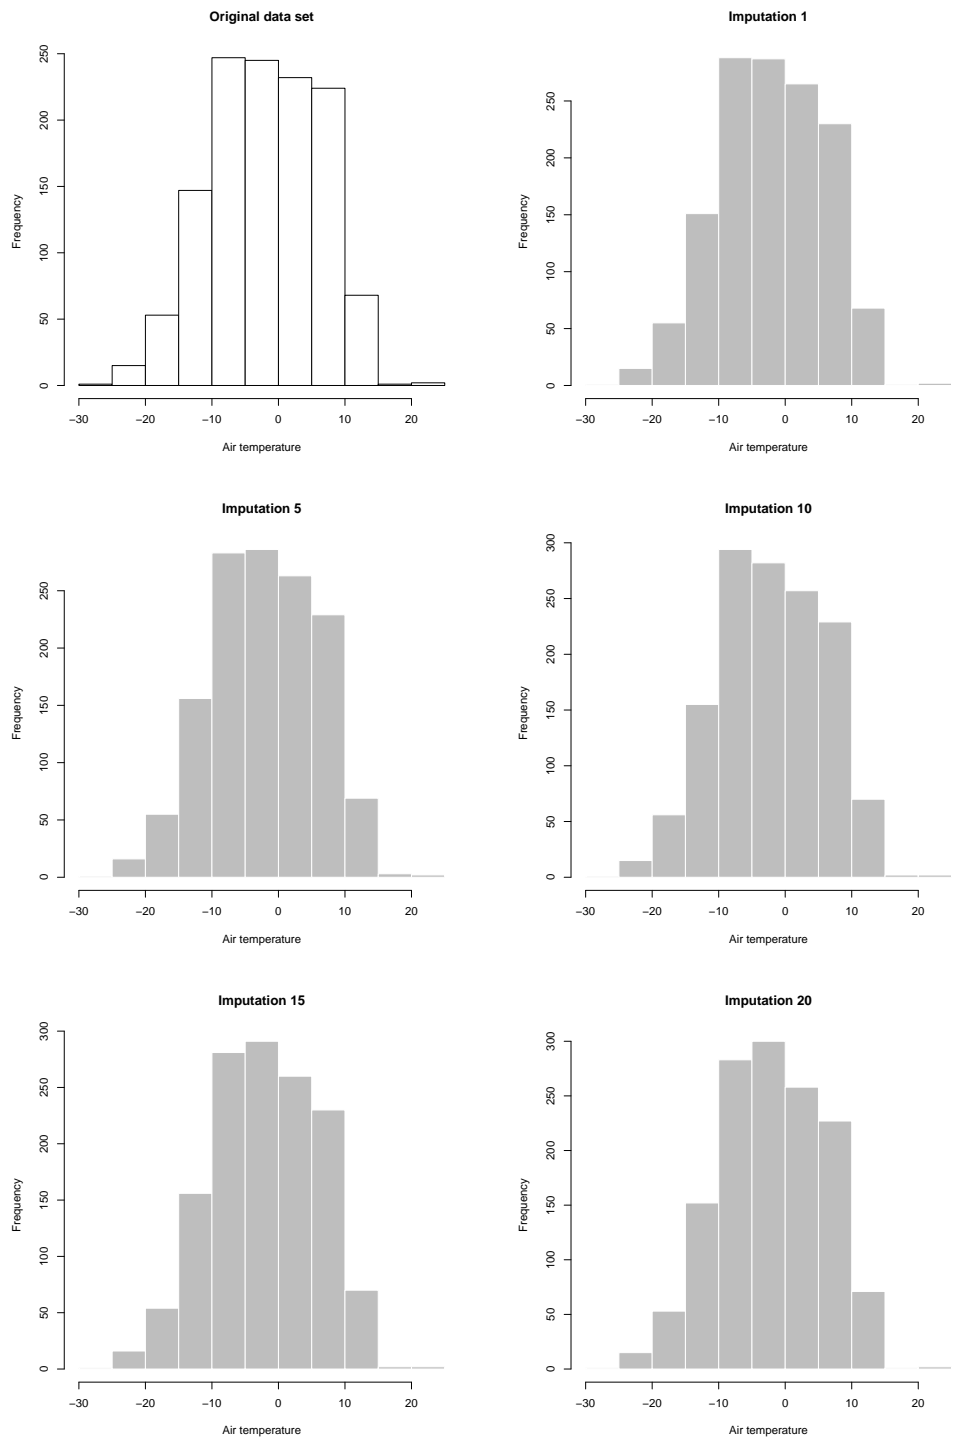 Original data set
Frequency
0 50 100 150 200 250
−30 −20 −10 0 10 20
Air temperature
Imputation 1
Frequency
0 50 100 150 200 250
−30 −20 −10 0 10 20
Air temperature
Imputation 5
Frequency
0 50 100 150 200 250
−30 −20 −10 0 10 20
Air temperature
Imputation 10
Frequency
0 50 100 150 200 250 300
−30 −20 −10 0 10 20
Air temperature
Imputation 15
Frequency
0 50 100 150 200 250 300
−30 −20 −10 0 10 20
Air temperature
Imputation 20
Frequency
0 50 100 150 200 250 300
−30 −20 −10 0 10 20
Air temperature